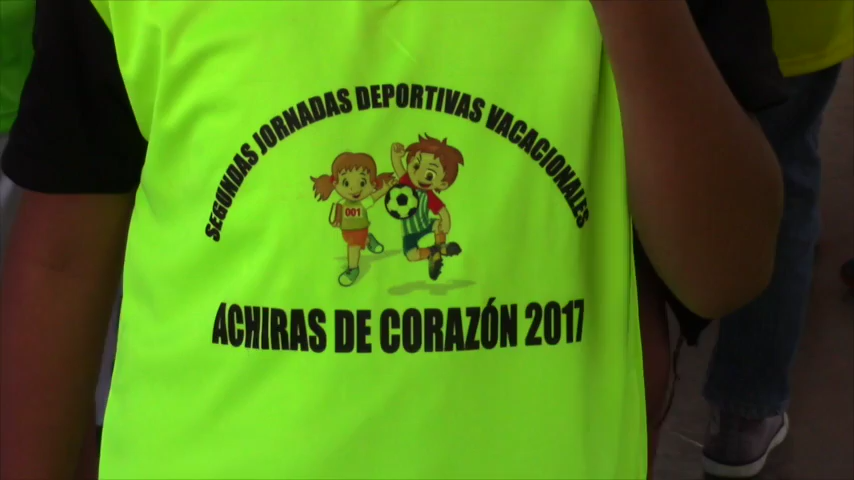 SEGUNDAS JORNADAS DEPORTIVAS VACACIONALES
001
ACHIRAS DE CORAZÓN 2017